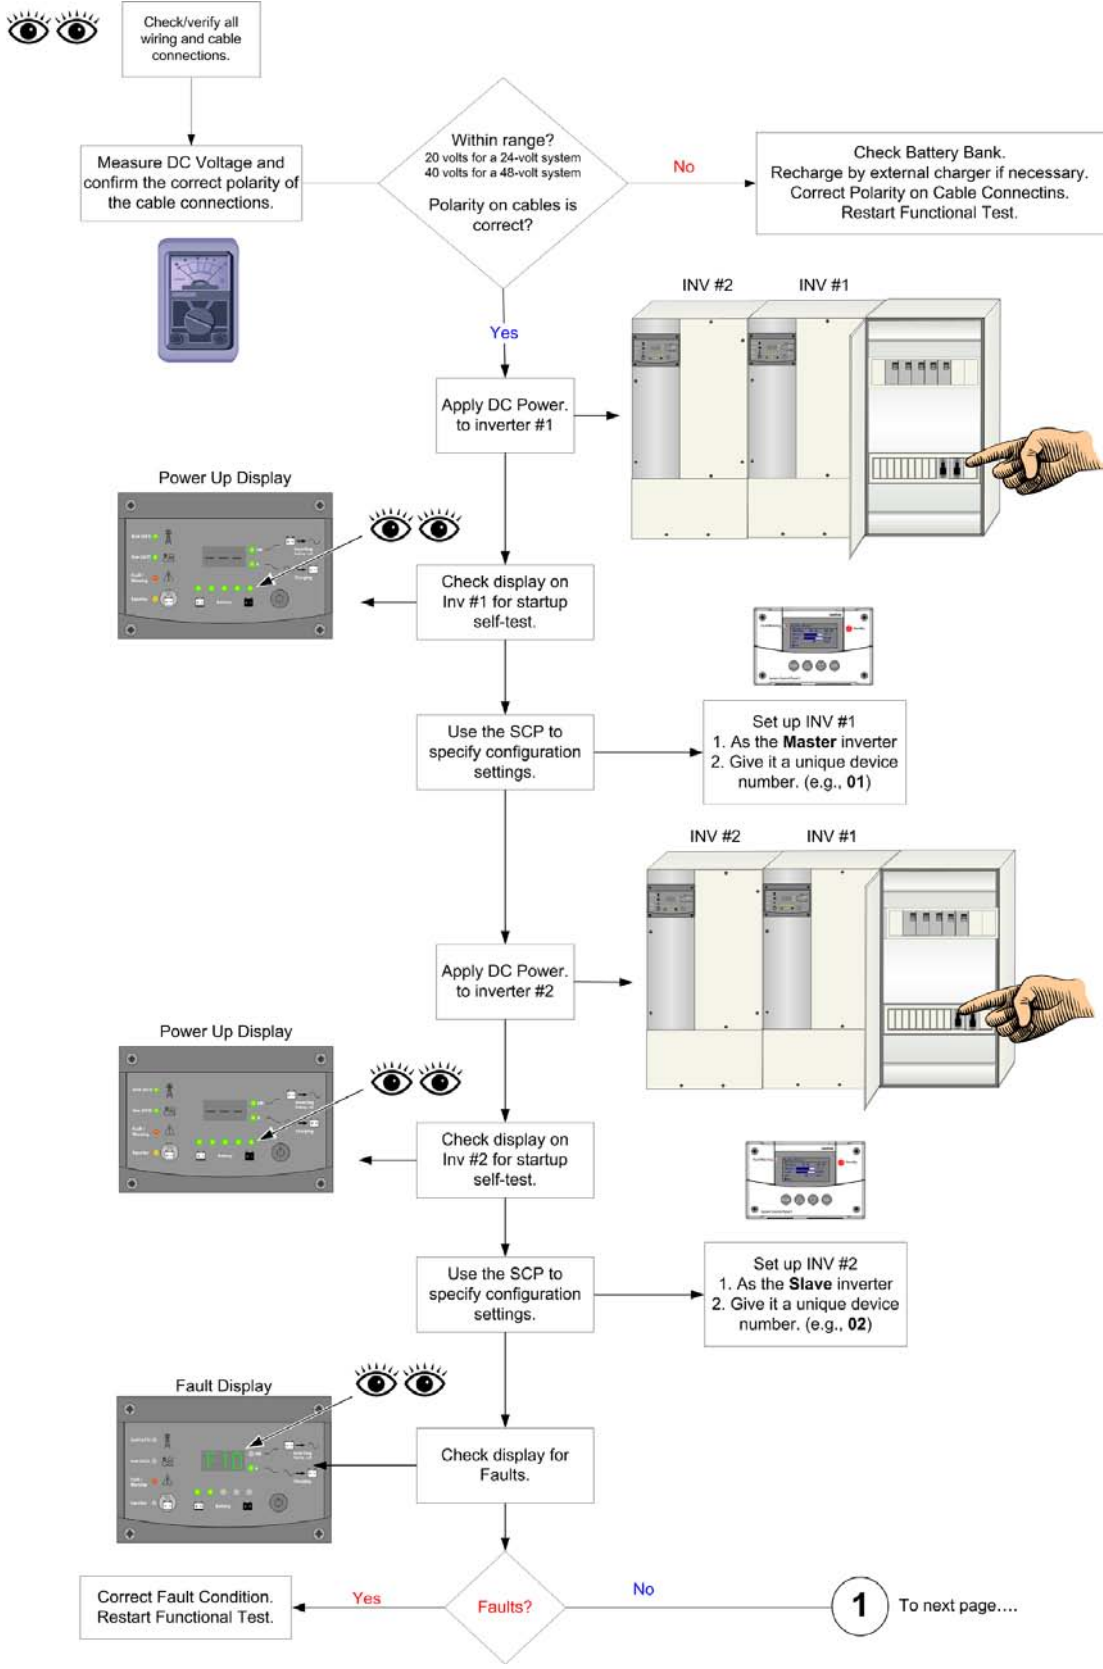 Check/verify all
wiring and cable
connections.
Measure DC Voltage and
confirm the correct polarity of
the cable connections.
Within range?
20 volts for a 24-volt system
40 volts for a 48-volt system
Polarity on cables is
correct?
No
Check Battery Bank.
Recharge by external charger if necessary.
Correct Polarity on Cable Connectins.
Restart Functional Test.
Yes
INV #2
INV #1
Apply DC Power.
to inverter #1
Power Up Display
Battery
Charging
Check display on
Inv #1 for startup
self-test.
Use the SCP to
specify configuration
settings.
Set up INV #1
1. As the Master inverter
2. Give it a unique device
number. (e.g., 01)
INV #2
INV #1
Apply DC Power.
to inverter #2
Power Up Display
Battery
Charging
Check display on
Inv #2 for startup
self-test.
Use the SCP to
specify configuration
settings.
Set up INV #2
1. As the Slave inverter
2. Give it a unique device
number. (e.g., 02)
Fault Display
Battery
Charging
Check display for
Faults.
Faults?
Yes
Correct Fault Condition.
Restart Functional Test.
No
1
To next page....